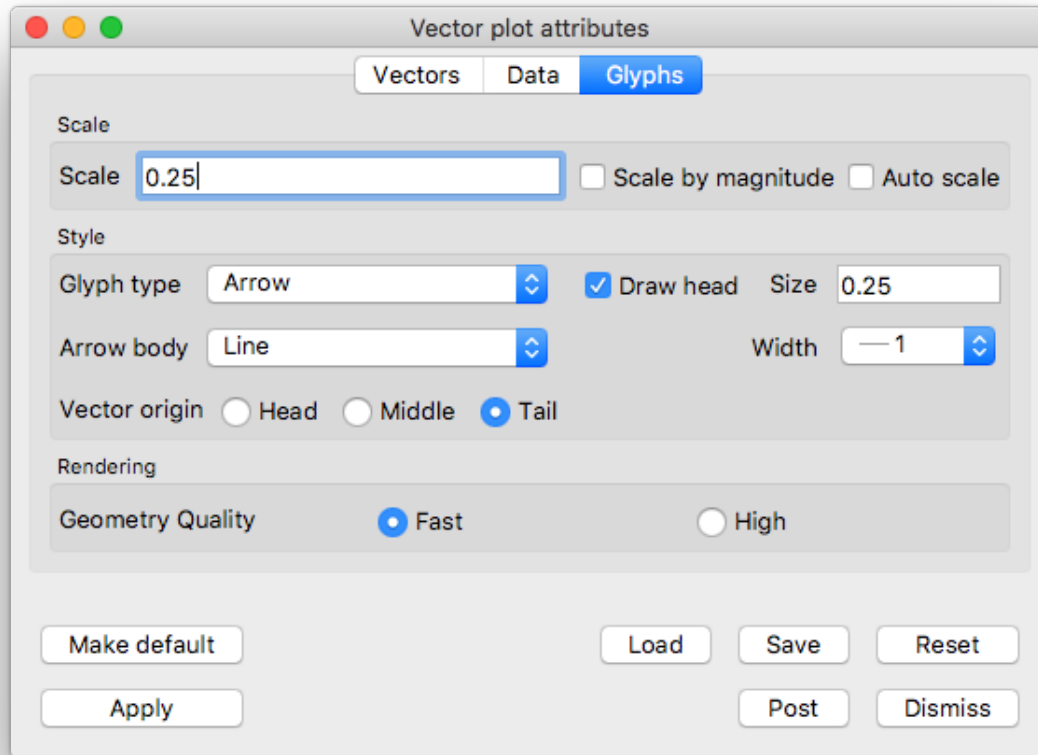 Vector plot attributes
Vectors Data Glyphs
Scale
Scale 0.25 Scale by magnitude Auto scale
Style
Glyph type Arrow Draw head Size 0.25
Arrow body Line Width 1
Vector origin Head Middle Tail
Rendering
Geometry Quality Fast High
Make default Load Save Reset
Apply Post Dismiss